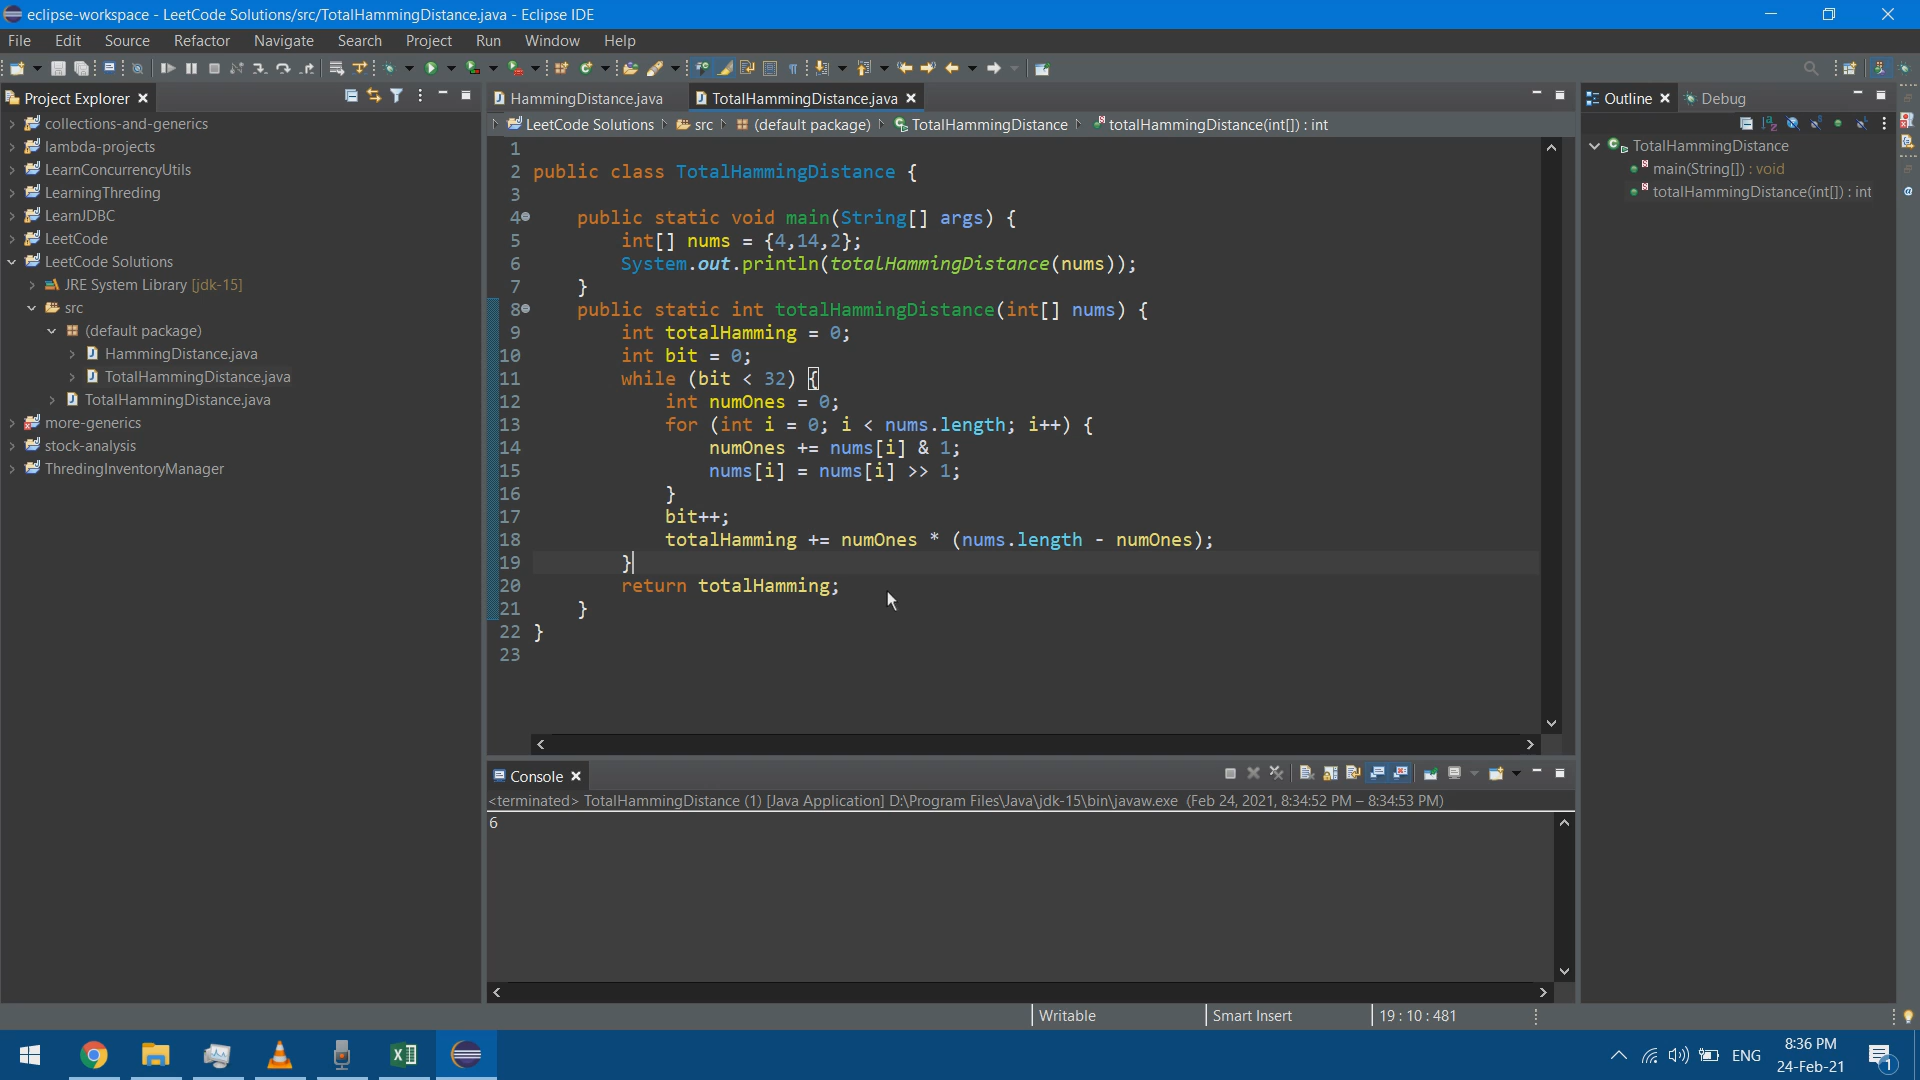 eclipse-workspace - LeetCode Solutions/src/TotalHammingDistance.java - Eclipse IDE
File Edit Source Refactor Navigate Search Project Run Window Help
Project Explorer
collections-and-generics
lambda-projects
LearnConcurrencyUtils
LearningThreding
LearnJDBC
LeetCode
LeetCode Solutions
JRE System Library [jdk-15]
src
(default package)
HammingDistance.java
TotalHammingDistance.java
TotalHammingDistance.java
more-generics
stock-analysis
ThredingInventoryManager
HammingDistance.java TotalHammingDistance.java
LeetCode Solutions src (default package) TotalHammingDistance totalHammingDistance(int[]) : int
1
2 public class TotalHammingDistance {
3
4 public static void main(String[] args) {
5 int[] nums = {4,14,2};
6 System.out.println(totalHammingDistance(nums));
7 }
8 public static int totalHammingDistance(int[] nums) {
9 int totalHamming = 0;
10 int bit = 0;
11 while (bit < 32) {
12 int numOnes = 0;
13 for (int i = 0; i < nums.length; i++) {
14 numOnes += nums[i] & 1;
15 nums[i] = nums[i] >> 1;
16 }
17 bit++;
18 totalHamming += numOnes * (nums.length - numOnes);
19 }
20 return totalHamming;
21 }
22 }
23
Console
<terminated> TotalHammingDistance (1) [Java Application] D:\Program Files\Java\jdk-15\bin\javaw.exe (Feb 24, 2021, 8:34:52 PM – 8:34:53 PM)
6
Outline Debug
TotalHammingDistance
main(String[]) : void
totalHammingDistance(int[]) : int
Writable Smart Insert 19 : 10 : 481
ENG
8:36 PM
24-Feb-21
1